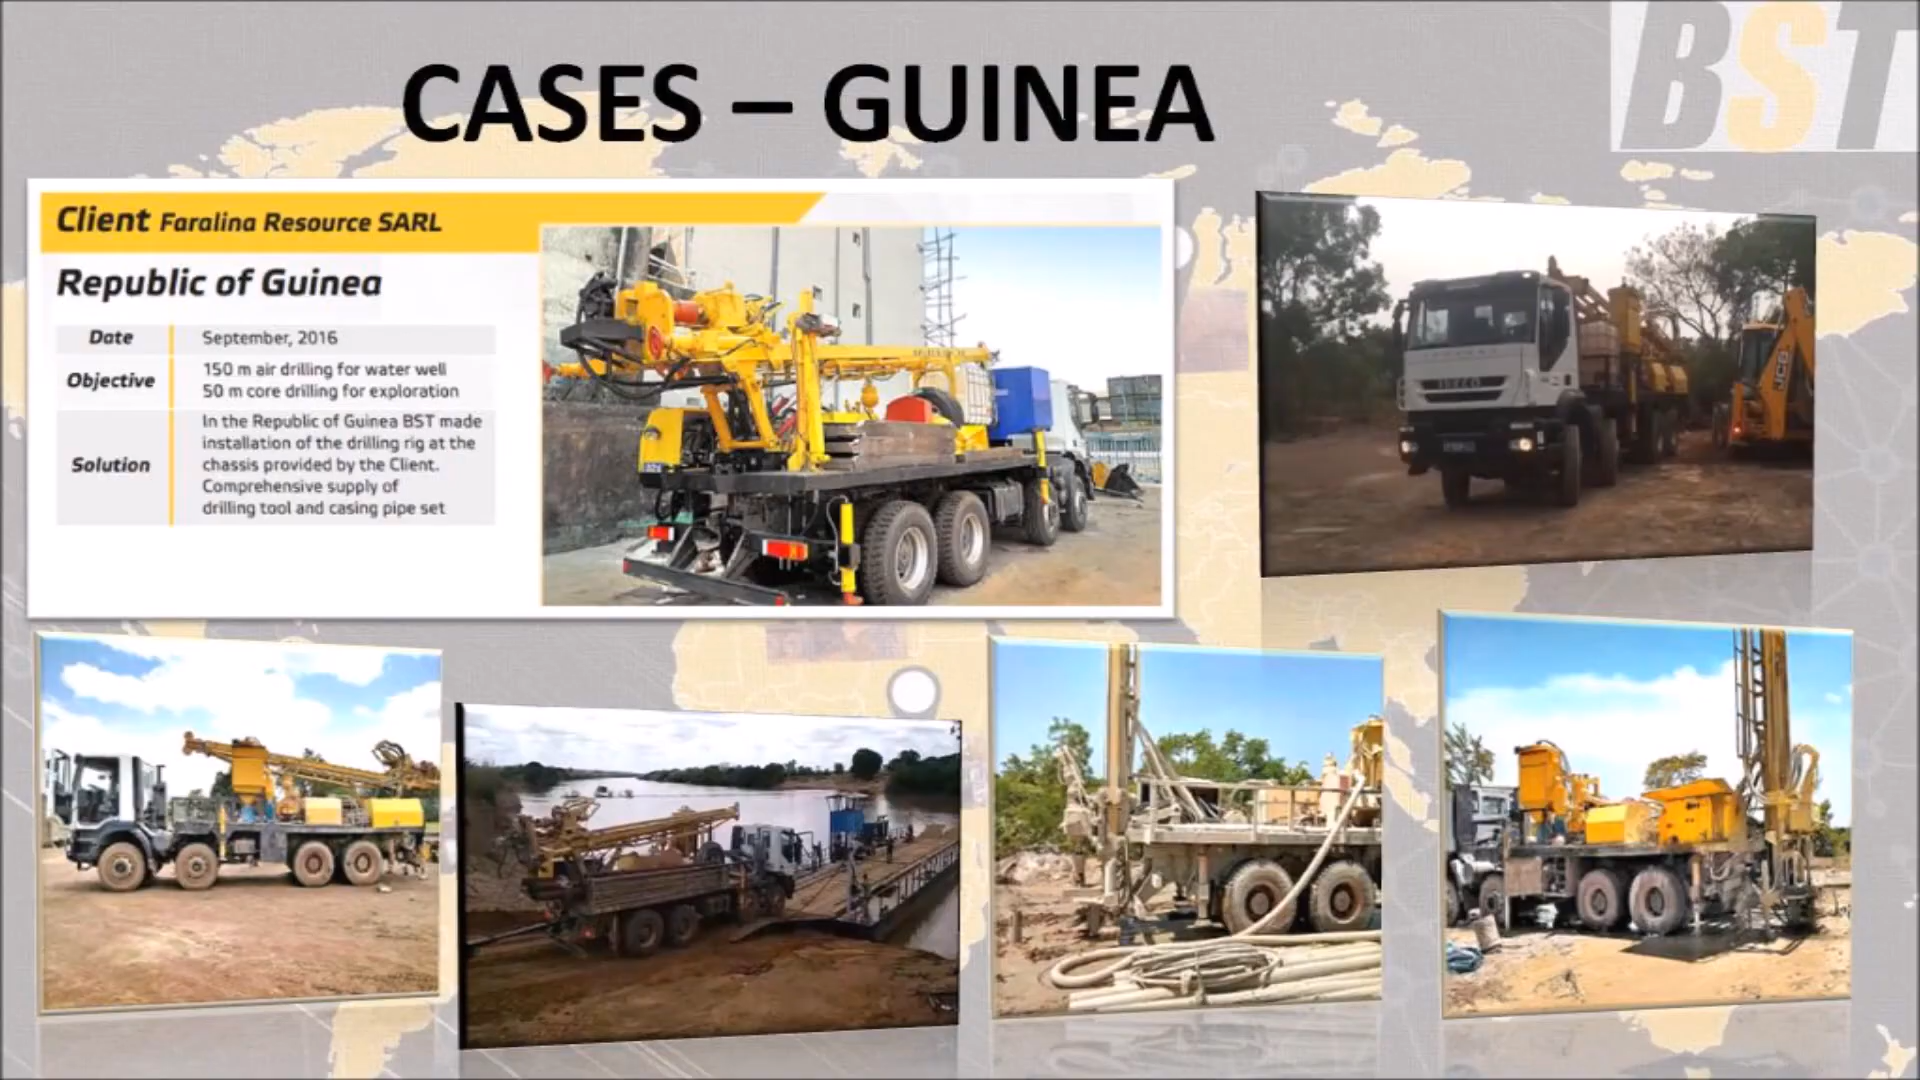 CASES – GUINEA
BST
Client Faralina Resource SARL
Republic of Guinea
Date
September, 2016
Objective
150 m air drilling for water well
50 m core drilling for exploration
Solution
In the Republic of Guinea BST made
installation of the drilling rig at the
chassis provided by the Client.
Comprehensive supply of
drilling tool and casing pipe set
IVECO
JCB